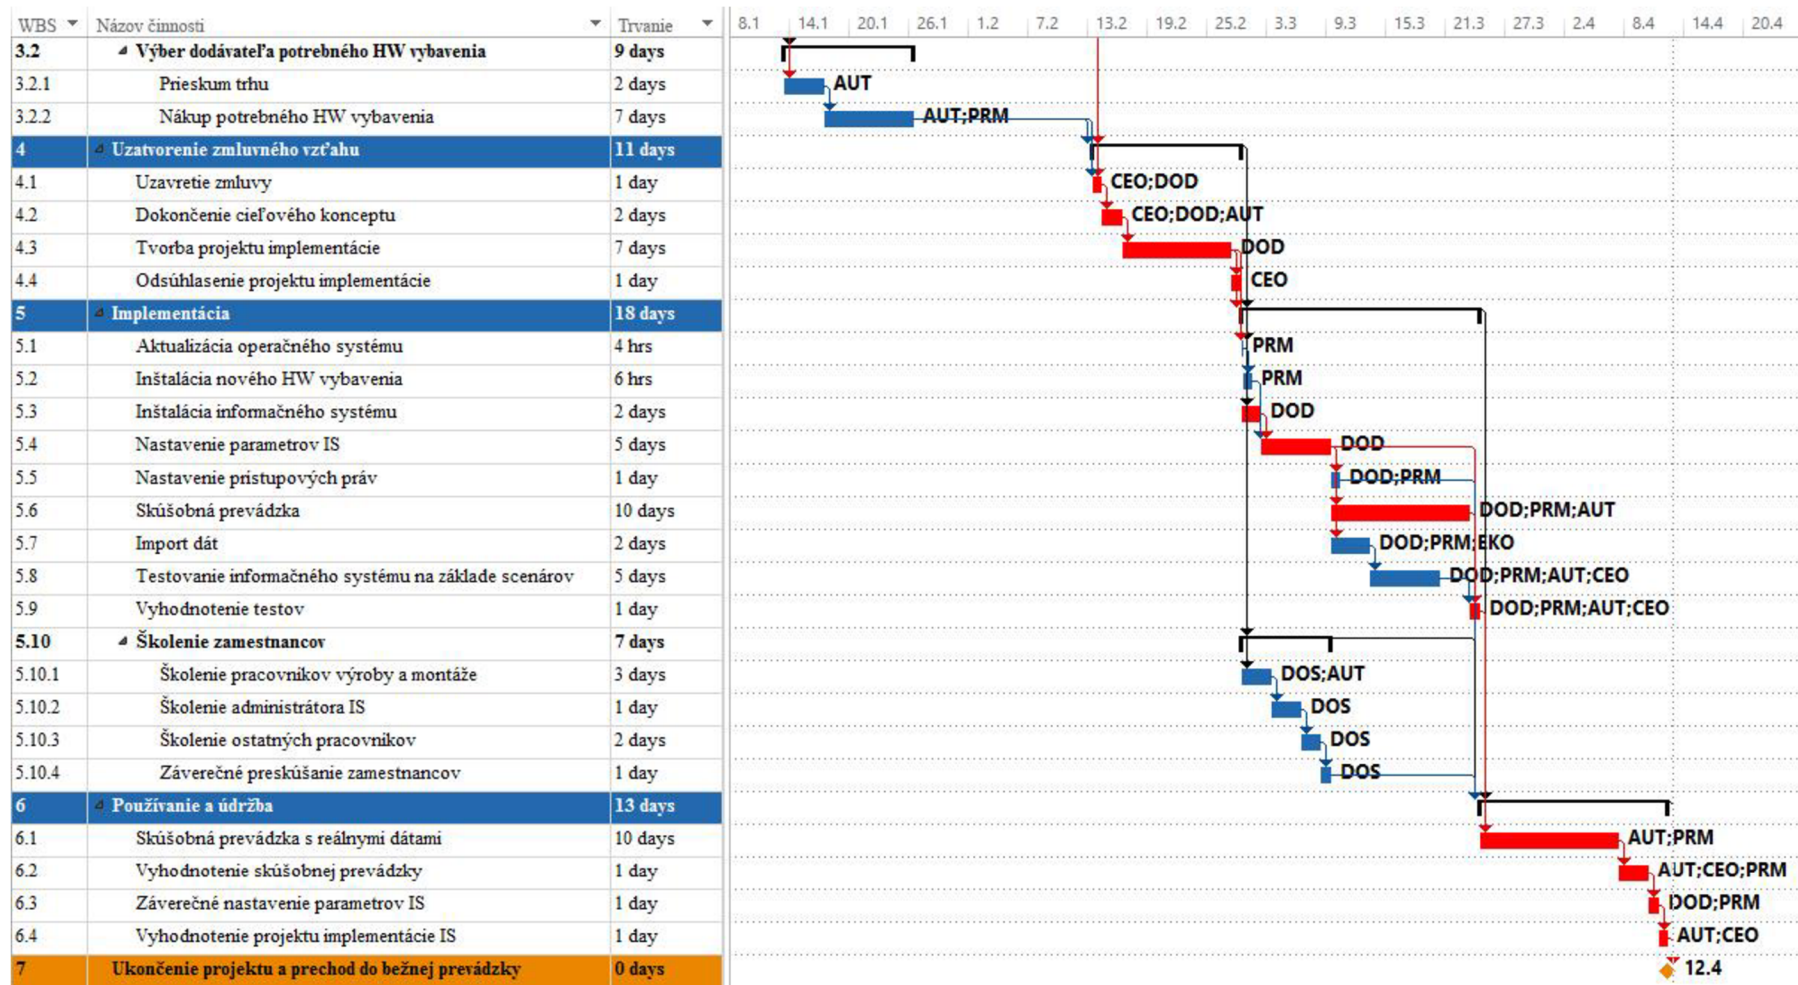 WBS Názov činnosti Trvanie 8.1 14.1 20.1 26.1 1.2 7.2 13.2 19.2 25.2 3.3 9.3 15.3 21.3 27.3 2.4 8.4 14.4 20.4
3.2 Výber dodávateľa potrebného HW vybavenia 9 days
3.2.1 Prieskum trhu 2 days AUT
3.2.2 Nákup potrebného HW vybavenia 7 days AUT;PRM
4 Uzatvorenie zmluvného vzťahu 11 days
4.1 Uzavretie zmluvy 1 day CEO;DOD
4.2 Dokončenie cieľového konceptu 2 days CEO;DOD;AUT
4.3 Tvorba projektu implementácie 7 days DOD
4.4 Odsúhlasenie projektu implementácie 1 day CEO
5 Implementácia 18 days
5.1 Aktualizácia operačného systému 4 hrs PRM
5.2 Inštalácia nového HW vybavenia 6 hrs PRM
5.3 Inštalácia informačného systému 2 days DOD
5.4 Nastavenie parametrov IS 5 days DOD
5.5 Nastavenie prístupových práv 1 day DOD;PRM
5.6 Skúšobná prevádzka 10 days DOD;PRM;AUT
5.7 Import dát 2 days DOD;PRM;EKO
5.8 Testovanie informačného systému na základe scenárov 5 days DOD;PRM;AUT;CEO
5.9 Vyhodnotenie testov 1 day DOD;PRM;AUT;CEO
5.10 Školenie zamestnancov 7 days
5.10.1 Školenie pracovníkov výroby a montáže 3 days DOS;AUT
5.10.2 Školenie administrátora IS 1 day DOS
5.10.3 Školenie ostatných pracovníkov 2 days DOS
5.10.4 Záverečné preskúšanie zamestnancov 1 day DOS
6 Používanie a údržba 13 days
6.1 Skúšobná prevádzka s reálnymi dátami 10 days AUT;PRM
6.2 Vyhodnotenie skúšobnej prevádzky 1 day AUT;CEO;PRM
6.3 Záverečné nastavenie parametrov IS 1 day DOD;PRM
6.4 Vyhodnotenie projektu implementácie IS 1 day AUT;CEO
7 Ukončenie projektu a prechod do bežnej prevádzky 0 days 12.4